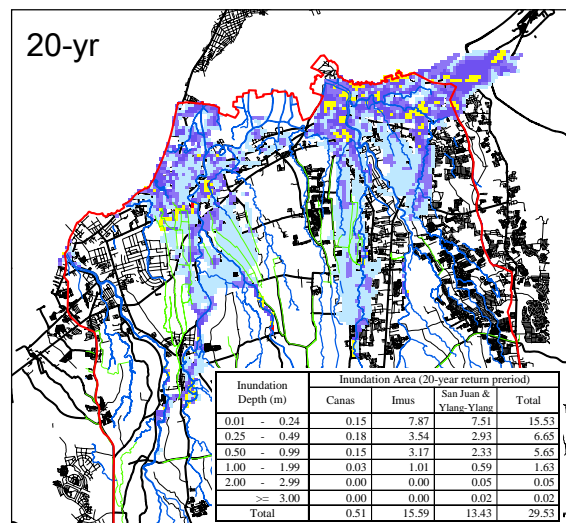 20-yr
Inundation Depth (m) Inundation Area (20-year return preriod)
Canas Imus San Juan & Ylang-Ylang Total
0.01 - 0.24 0.15 7.87 7.51 15.53
0.25 - 0.49 0.18 3.54 2.93 6.65
0.50 - 0.99 0.15 3.17 2.33 5.65
1.00 - 1.99 0.03 1.01 0.59 1.63
2.00 - 2.99 0.00 0.00 0.05 0.05
>= 3.00 0.00 0.00 0.02 0.02
Total 0.51 15.59 13.43 29.53